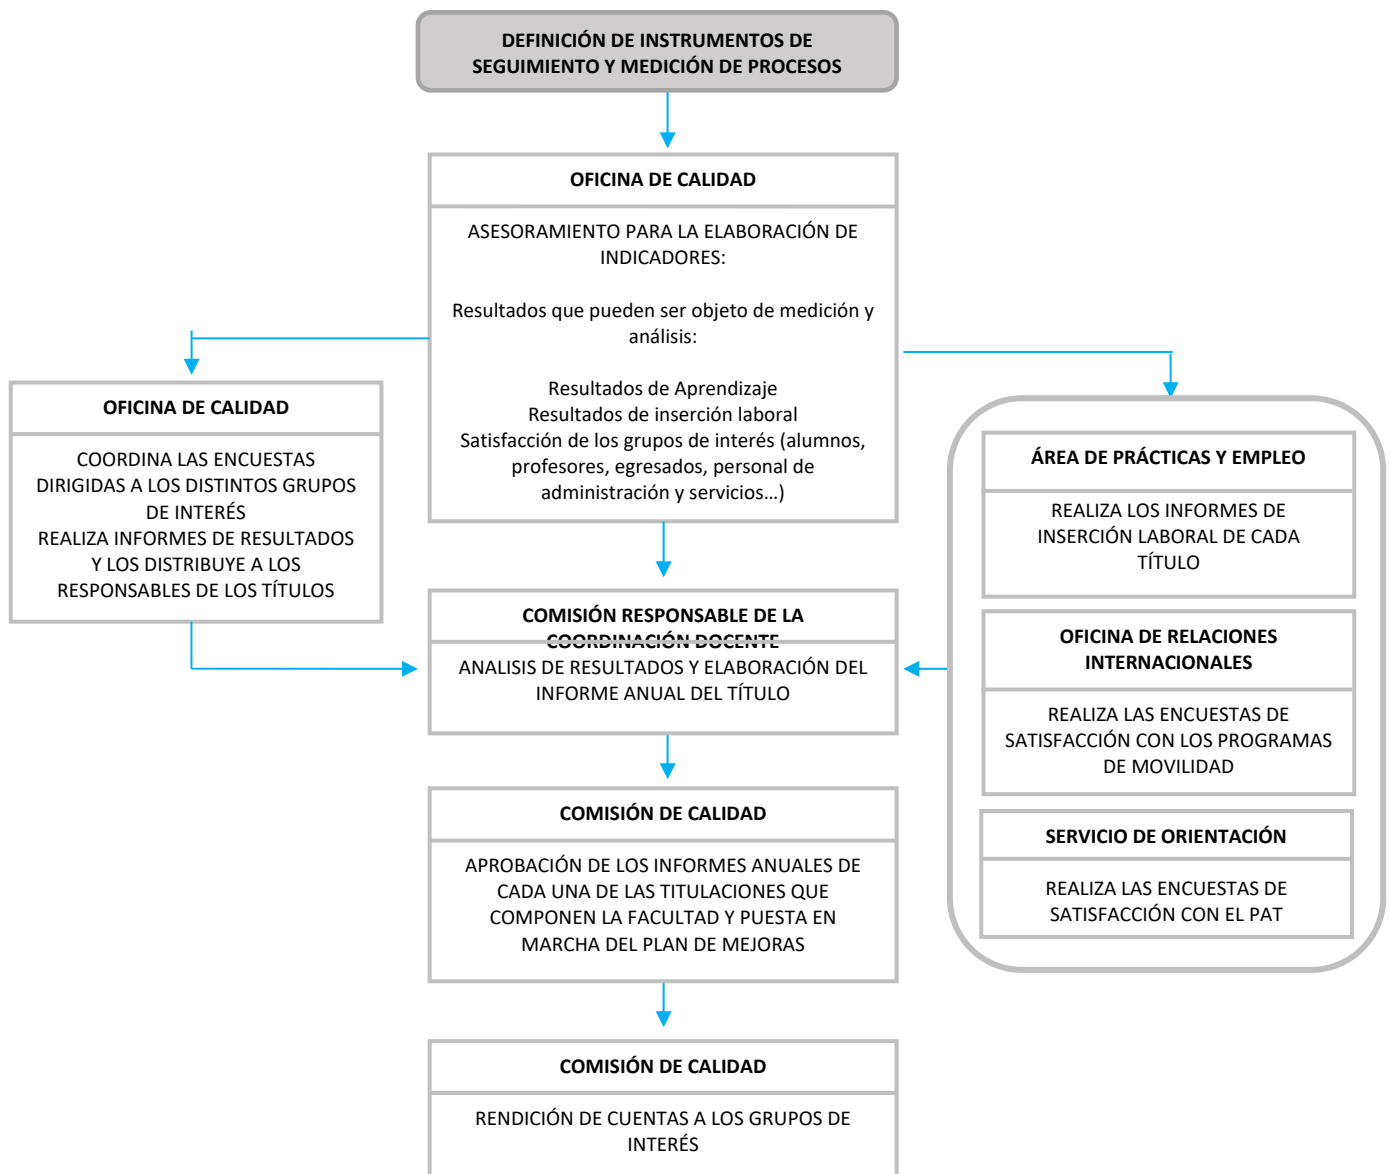 DEFINICIÓN DE INSTRUMENTOS DE
SEGUIMIENTO Y MEDICIÓN DE PROCESOS
OFICINA DE CALIDAD
ASESORAMIENTO PARA LA ELABORACIÓN DE
INDICADORES:
Resultados que pueden ser objeto de medición y
análisis:
Resultados de Aprendizaje
Resultados de inserción laboral
Satisfacción de los grupos de interés (alumnos,
profesores, egresados, personal de
administración y servicios…)
OFICINA DE CALIDAD
COORDINA LAS ENCUESTAS
DIRIGIDAS A LOS DISTINTOS GRUPOS
DE INTERÉS
REALIZA INFORMES DE RESULTADOS
Y LOS DISTRIBUYE A LOS
RESPONSABLES DE LOS TÍTULOS
ÁREA DE PRÁCTICAS Y EMPLEO
REALIZA LOS INFORMES DE
INSERCIÓN LABORAL DE CADA
TÍTULO
OFICINA DE RELACIONES
INTERNACIONALES
REALIZA LAS ENCUESTAS DE
SATISFACCIÓN CON LOS PROGRAMAS
DE MOVILIDAD
SERVICIO DE ORIENTACIÓN
REALIZA LAS ENCUESTAS DE
SATISFACCIÓN CON EL PAT
COMISIÓN RESPONSABLE DE LA
COORDINACIÓN DOCENTE
ANALISIS DE RESULTADOS Y ELABORACIÓN DEL
INFORME ANUAL DEL TÍTULO
COMISIÓN DE CALIDAD
APROBACIÓN DE LOS INFORMES ANUALES DE
CADA UNA DE LAS TITULACIONES QUE
COMPONEN LA FACULTAD Y PUESTA EN
MARCHA DEL PLAN DE MEJORAS
COMISIÓN DE CALIDAD
RENDICIÓN DE CUENTAS A LOS GRUPOS DE
INTERÉS